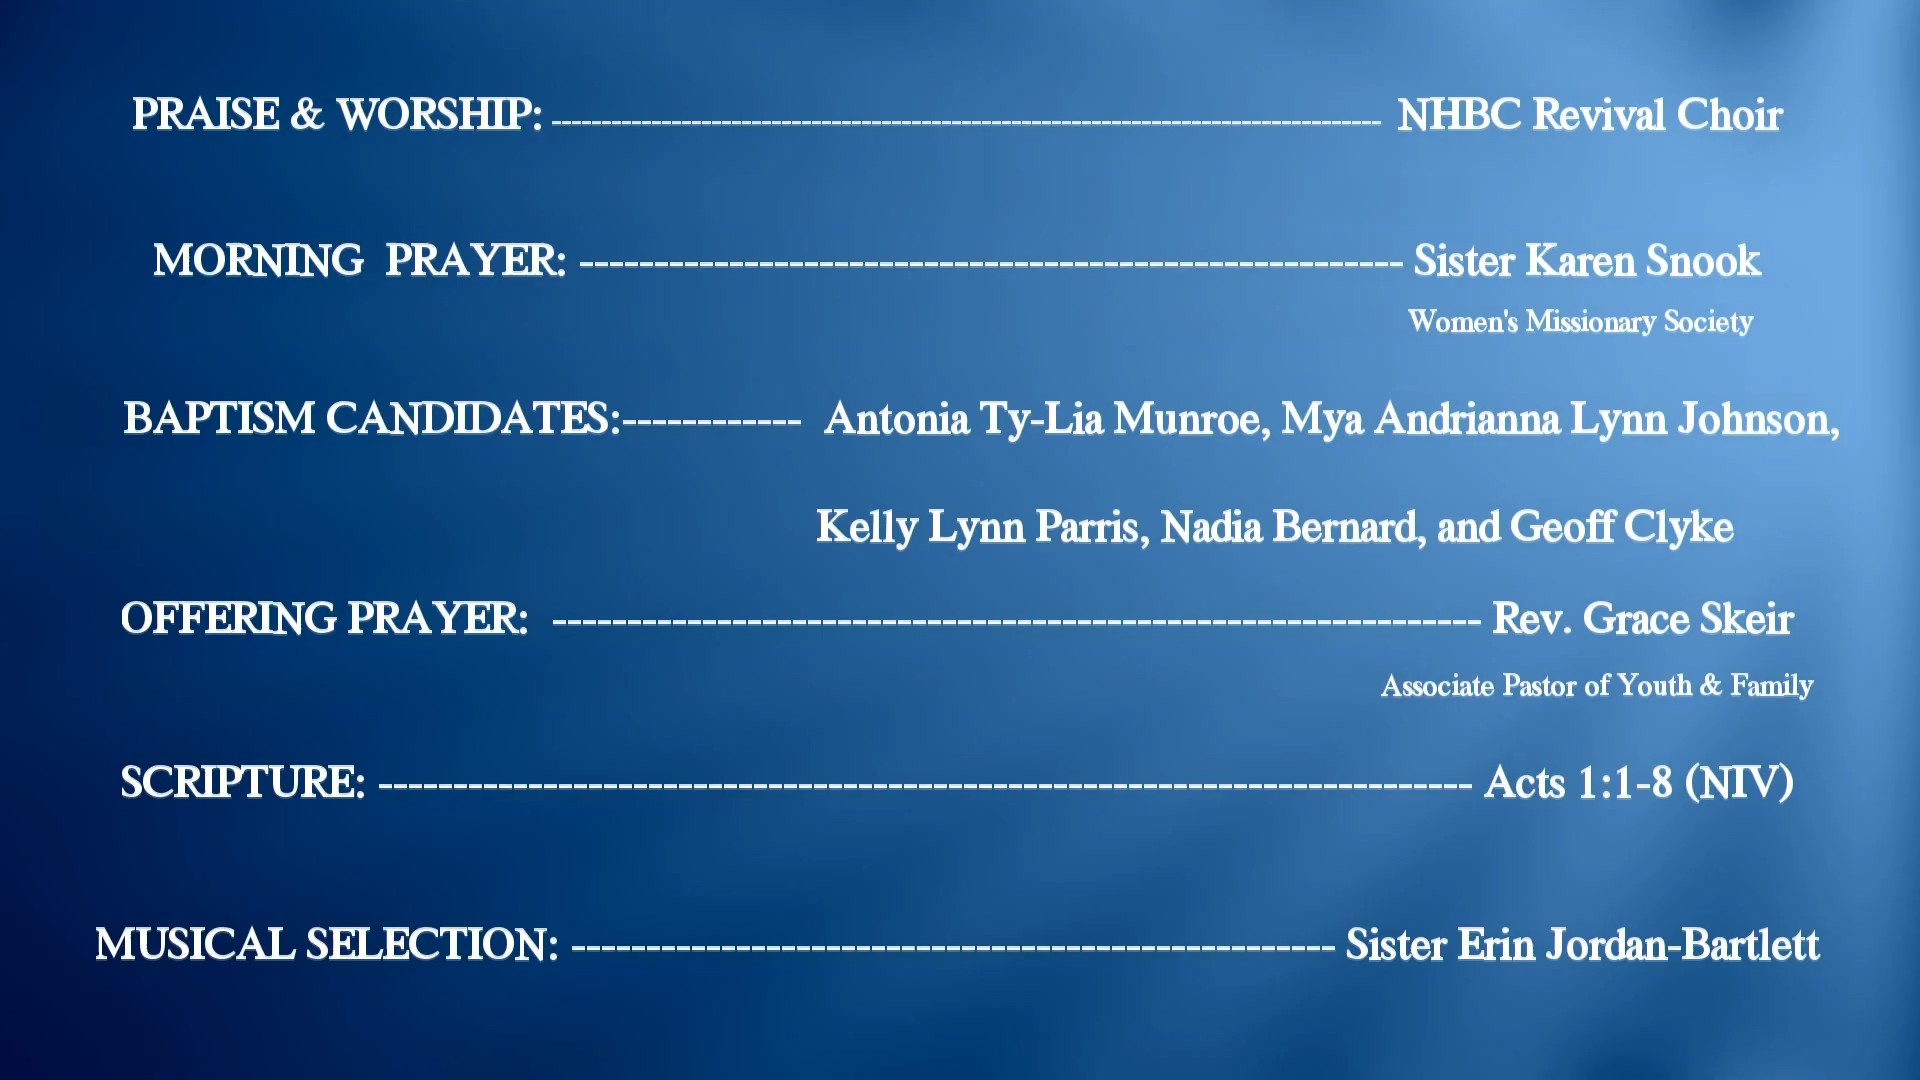 PRAISE & WORSHIP: ---------------------------------------------------------------------------------- NHBC Revival Choir
MORNING PRAYER: ------------------------------------------------------- Sister Karen Snook
Women's Missionary Society
BAPTISM CANDIDATES:------------ Antonia Ty-Lia Munroe, Mya Andrianna Lynn Johnson,
Kelly Lynn Parris, Nadia Bernard, and Geoff Clyke
OFFERING PRAYER: -------------------------------------------------------------- Rev. Grace Skeir
Associate Pastor of Youth & Family
SCRIPTURE: ------------------------------------------------------------------------- Acts 1:1-8 (NIV)
MUSICAL SELECTION: --------------------------------------------------- Sister Erin Jordan-Bartlett